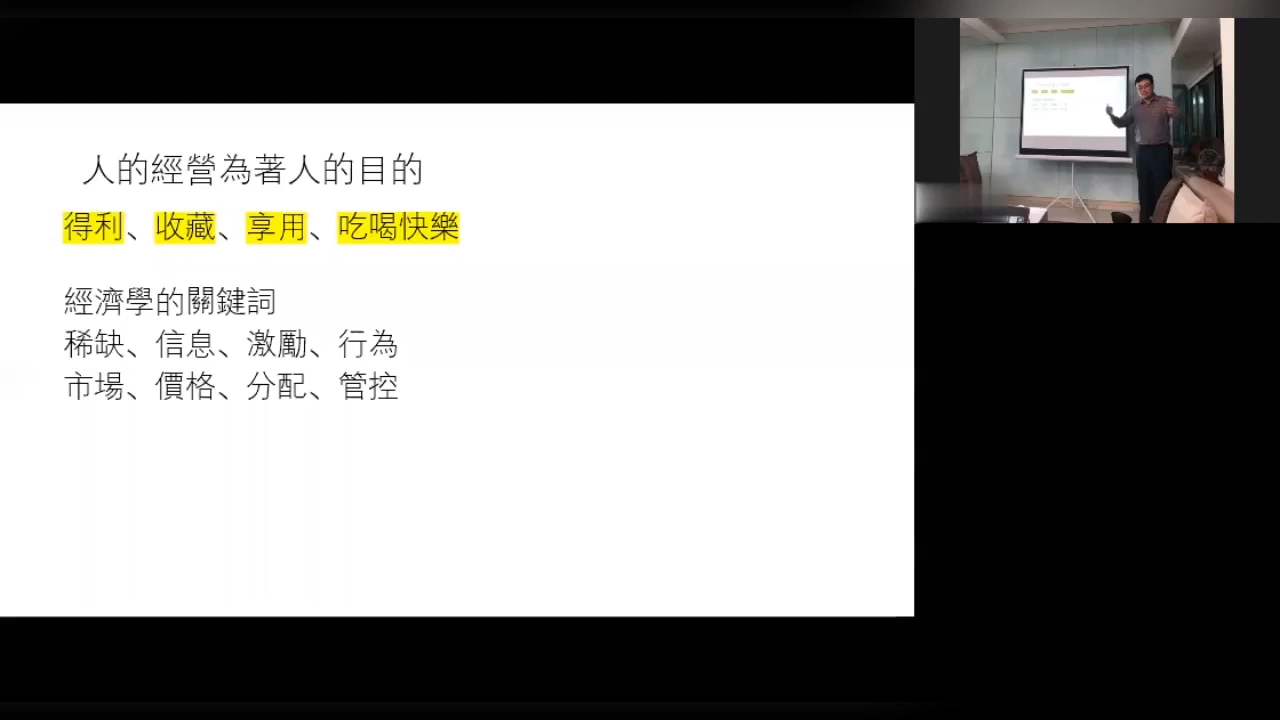 人的經營為著人的目的
得利、收藏、享用、吃喝快樂
經濟學的關鍵詞
稀缺、信息、激勵、行為
市場、價格、分配、管控